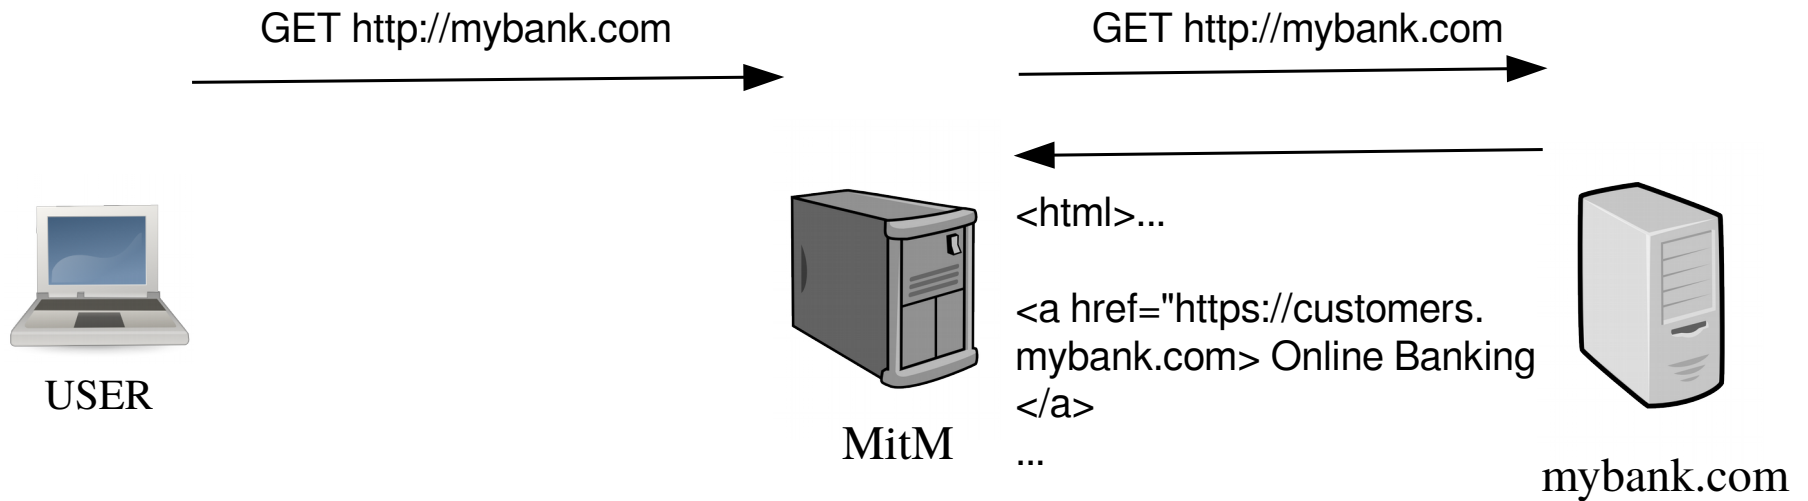 GET http://mybank.com
GET http://mybank.com
<html>...
<a href="https://customers.
mybank.com> Online Banking
</a>
...
USER
MitM
mybank.com